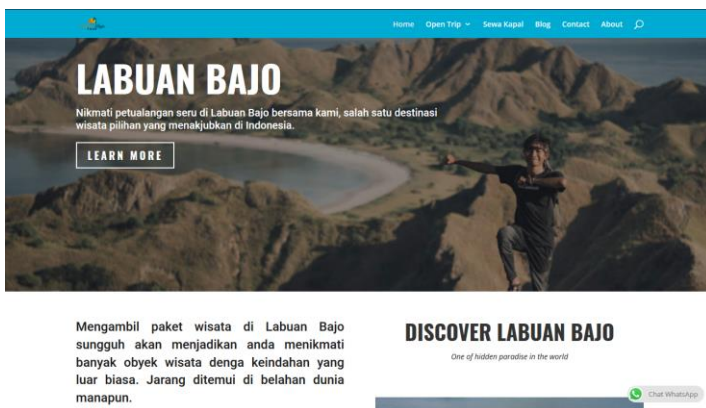 Home Open Trip Sewa Kapal Blog Contact About
LABUAN BAJO
Nikmati petualangan seru di Labuan Bajo bersama kami, salah satu destinasi
wisata pilihan yang menakjubkan di Indonesia.
LEARN MORE
Mengambil paket wisata di Labuan Bajo
sungguh akan menjadikan anda menikmati
banyak obyek wisata denga keindahan yang
luar biasa. Jarang ditemui di belahan dunia
manapun.
DISCOVER LABUAN BAJO
One of hidden paradise in the world
Chat WhatsApp